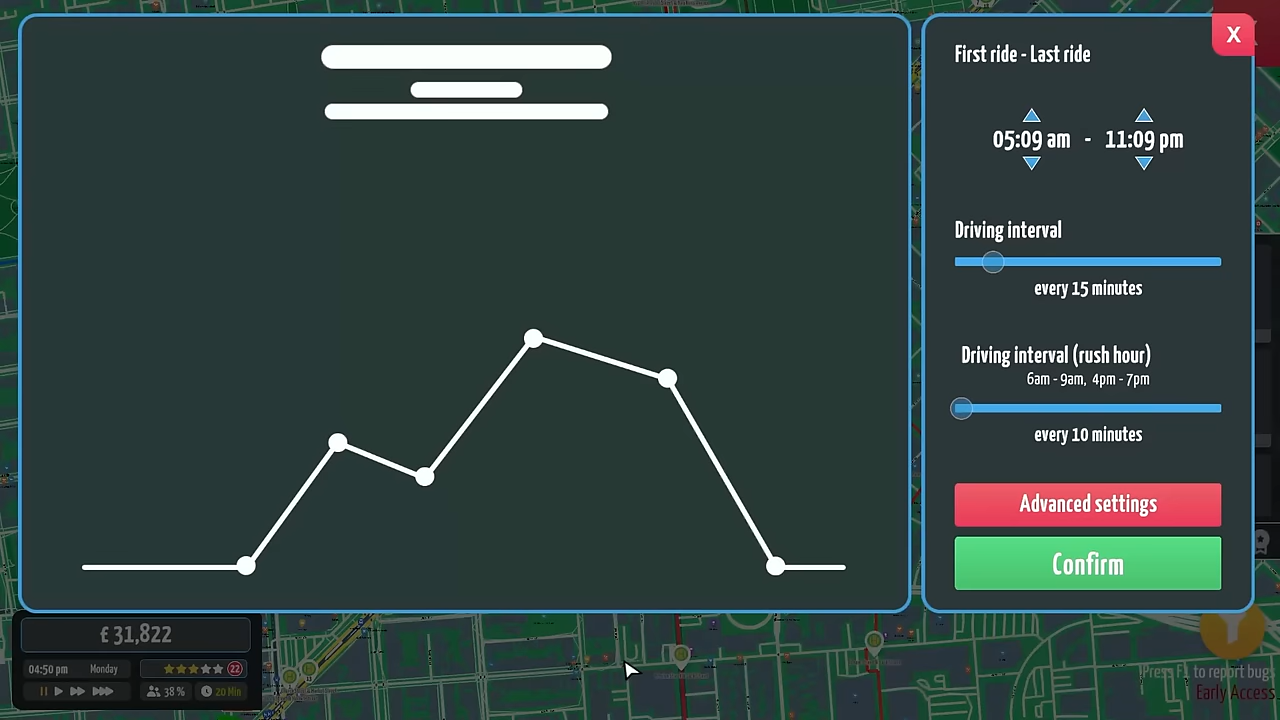 First ride - Last ride
X
05:09 am - 11:09 pm
Driving interval
every 15 minutes
Driving interval (rush hour)
6am - 9am, 4pm - 7pm
every 10 minutes
Advanced settings
Confirm
£ 31,822
04:50 pm Monday 22
38 % 20 Min
Press F1 to report bugs
Early Access